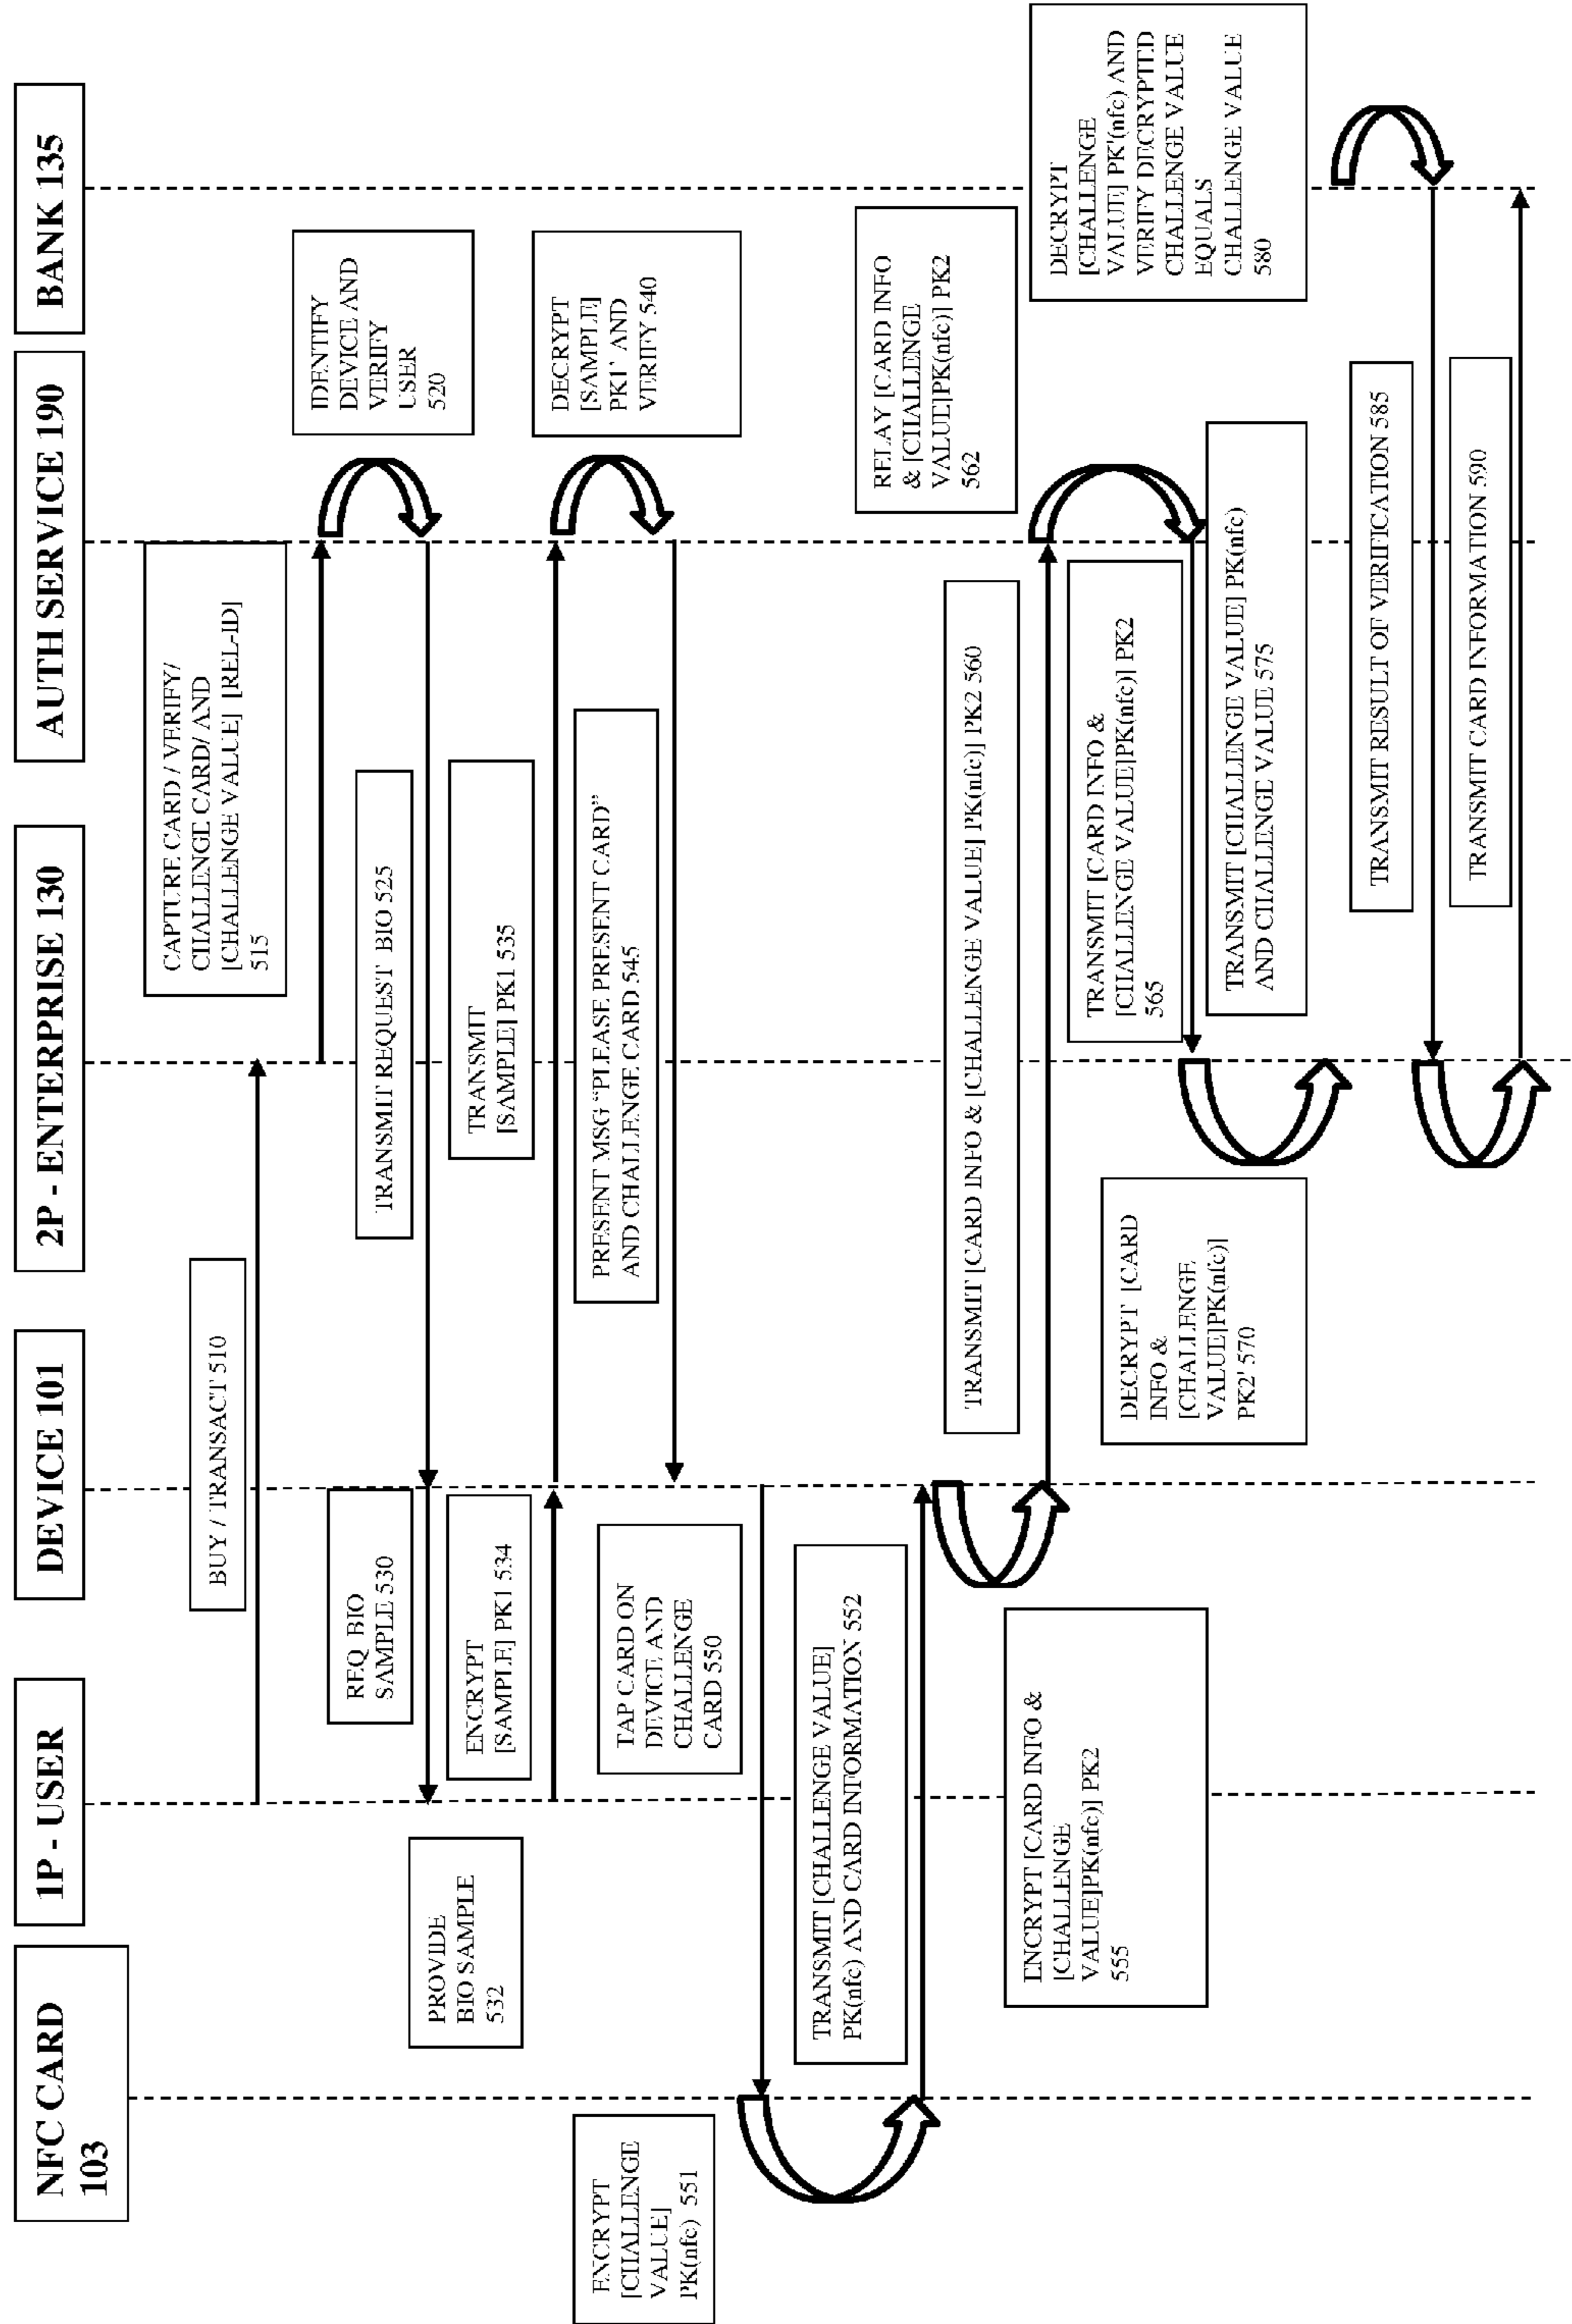 NFC CARD
103
1P - USER
DEVICE 101
2P - ENTERPRISE 130
AUTH SERVICE 190
BANK 135
BUY / TRANSACT 510
CAPTURE CARD / VERIFY/
CHALLENGE CARD/ AND
[CHALLENGE VALUE] [REL-ID]
515
IDENTIFY
DEVICE AND
VERIFY
USER
520
TRANSMIT REQUEST BIO 525
REQ BIO
SAMPLE 530
PROVIDE
BIO SAMPLE
532
ENCRYPT
[SAMPLE] PK1 534
TRANSMIT
[SAMPLE] PK1 535
DECRYPT
[SAMPLE]
PK1' AND
VERIFY 540
PRESENT MSG “PLEASE PRESENT CARD”
AND CHALLENGE CARD 545
TAP CARD ON
DEVICE AND
CHALLENGE
CARD 550
ENCRYPT
[CHALLENGE
VALUE]
PK(nfc) 551
TRANSMIT [CHALLENGE VALUE]
PK(nfc) AND CARD INFORMATION 552
ENCRYPT [CARD INFO &
[CHALLENGE
VALUE]PK(nfc)] PK2
555
TRANSMIT [CARD INFO & [CHALLENGE VALUE] PK(nfc)] PK2 560
RELAY [CARD INFO
& [CHALLENGE
VALUE]PK(nfc)] PK2
562
TRANSMIT [CARD INFO &
[CHALLENGE VALUE]PK(nfc)] PK2
565
DECRYPT [CARD
INFO &
[CHALLENGE
VALUE]PK(nfc)]
PK2' 570
TRANSMIT [CHALLENGE VALUE] PK(nfc)
AND CHALLENGE VALUE 575
DECRYPT
[CHALLENGE
VALUE] PK'(nfc) AND
VERIFY DECRYPTED
CHALLENGE VALUE
EQUALS
CHALLENGE VALUE
580
TRANSMIT RESULT OF VERIFICATION 585
TRANSMIT CARD INFORMATION 590